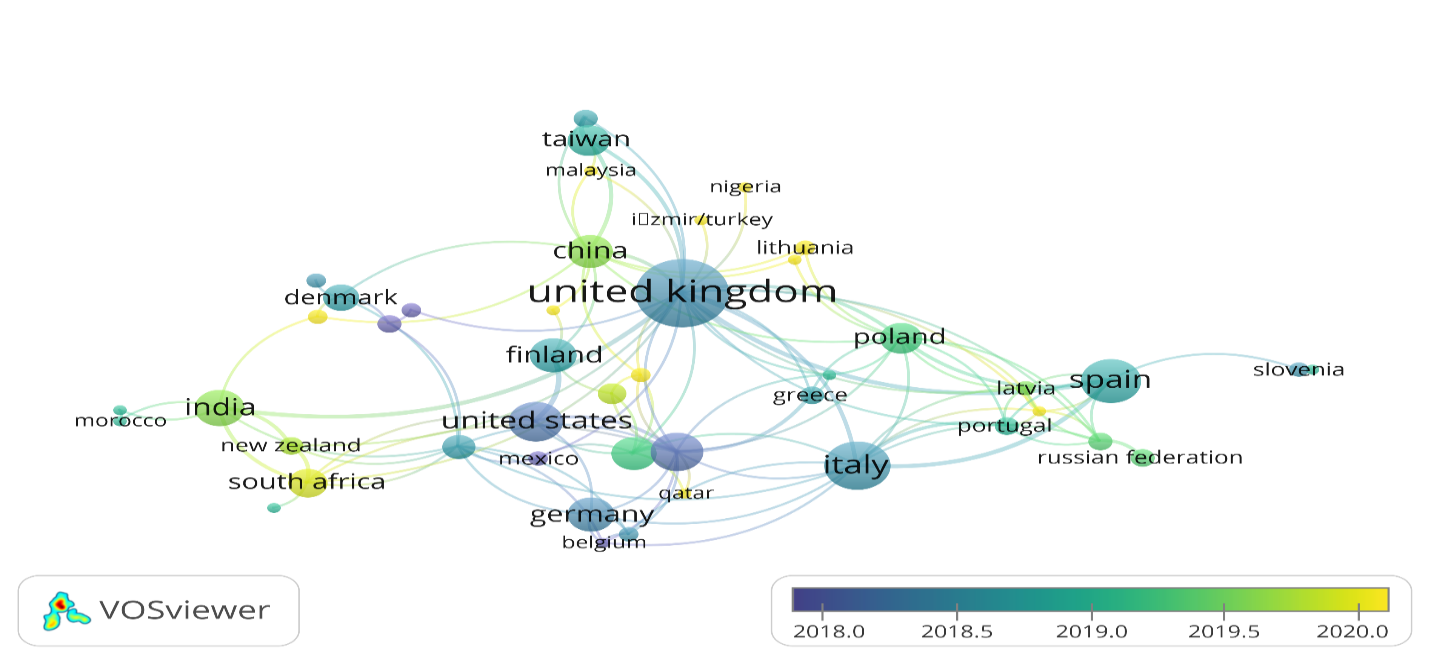 taiwan
malaysia
nigeria
i□zmir/turkey
lithuania
china
united kingdom
denmark
poland
finland
slovenia
spain
latvia
greece
india
morocco
united states
portugal
new zealand
mexico
russian federation
italy
south africa
qatar
germany
belgium
VOSviewer
2018.0 2018.5 2019.0 2019.5 2020.0